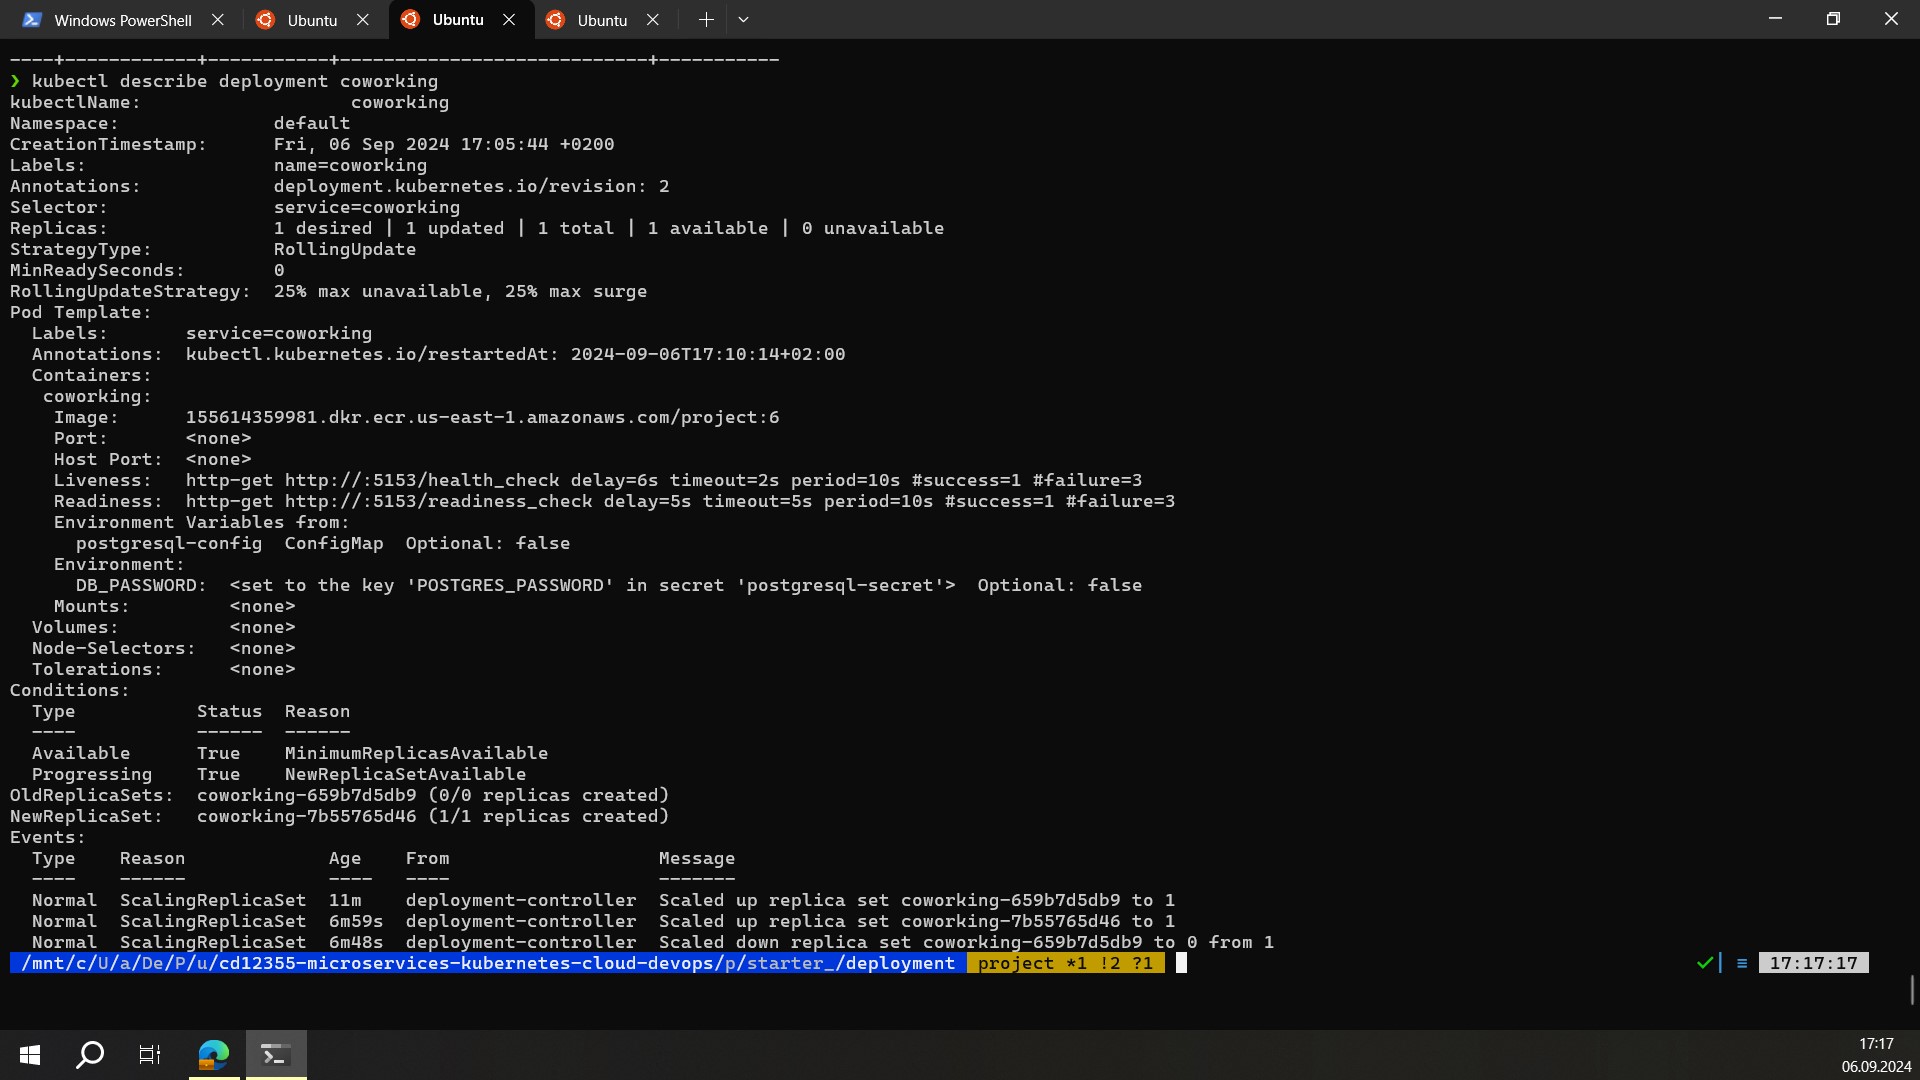 Windows PowerShell Ubuntu Ubuntu Ubuntu
----+------------+-----------+----------------------------+-----------
❯ kubectl describe deployment coworking
kubectlName:                   coworking
Namespace:              default
CreationTimestamp:      Fri, 06 Sep 2024 17:05:44 +0200
Labels:                 name=coworking
Annotations:            deployment.kubernetes.io/revision: 2
Selector:               service=coworking
Replicas:               1 desired | 1 updated | 1 total | 1 available | 0 unavailable
StrategyType:           RollingUpdate
MinReadySeconds:        0
RollingUpdateStrategy:  25% max unavailable, 25% max surge
Pod Template:
  Labels:       service=coworking
  Annotations:  kubectl.kubernetes.io/restartedAt: 2024-09-06T17:10:14+02:00
  Containers:
   coworking:
    Image:      155614359981.dkr.ecr.us-east-1.amazonaws.com/project:6
    Port:       <none>
    Host Port:  <none>
    Liveness:   http-get http://:5153/health_check delay=6s timeout=2s period=10s #success=1 #failure=3
    Readiness:  http-get http://:5153/readiness_check delay=5s timeout=5s period=10s #success=1 #failure=3
    Environment Variables from:
      postgresql-config  ConfigMap  Optional: false
    Environment:
      DB_PASSWORD:  <set to the key 'POSTGRES_PASSWORD' in secret 'postgresql-secret'>  Optional: false
    Mounts:         <none>
  Volumes:          <none>
  Node-Selectors:   <none>
  Tolerations:      <none>
Conditions:
  Type           Status  Reason
  ----           ------  ------
  Available      True    MinimumReplicasAvailable
  Progressing    True    NewReplicaSetAvailable
OldReplicaSets:  coworking-659b7d5db9 (0/0 replicas created)
NewReplicaSet:   coworking-7b55765d46 (1/1 replicas created)
Events:
  Type    Reason             Age    From                   Message
  ----    ------             ----   ----                   -------
  Normal  ScalingReplicaSet  11m    deployment-controller  Scaled up replica set coworking-659b7d5db9 to 1
  Normal  ScalingReplicaSet  6m59s  deployment-controller  Scaled up replica set coworking-7b55765d46 to 1
  Normal  ScalingReplicaSet  6m48s  deployment-controller  Scaled down replica set coworking-659b7d5db9 to 0 from 1
/mnt/c/U/a/De/P/u/cd12355-microservices-kubernetes-cloud-devops/p/starter_/deployment project *1 !2 ?1 ✓ ≡ 17:17:17
17:17
06.09.2024